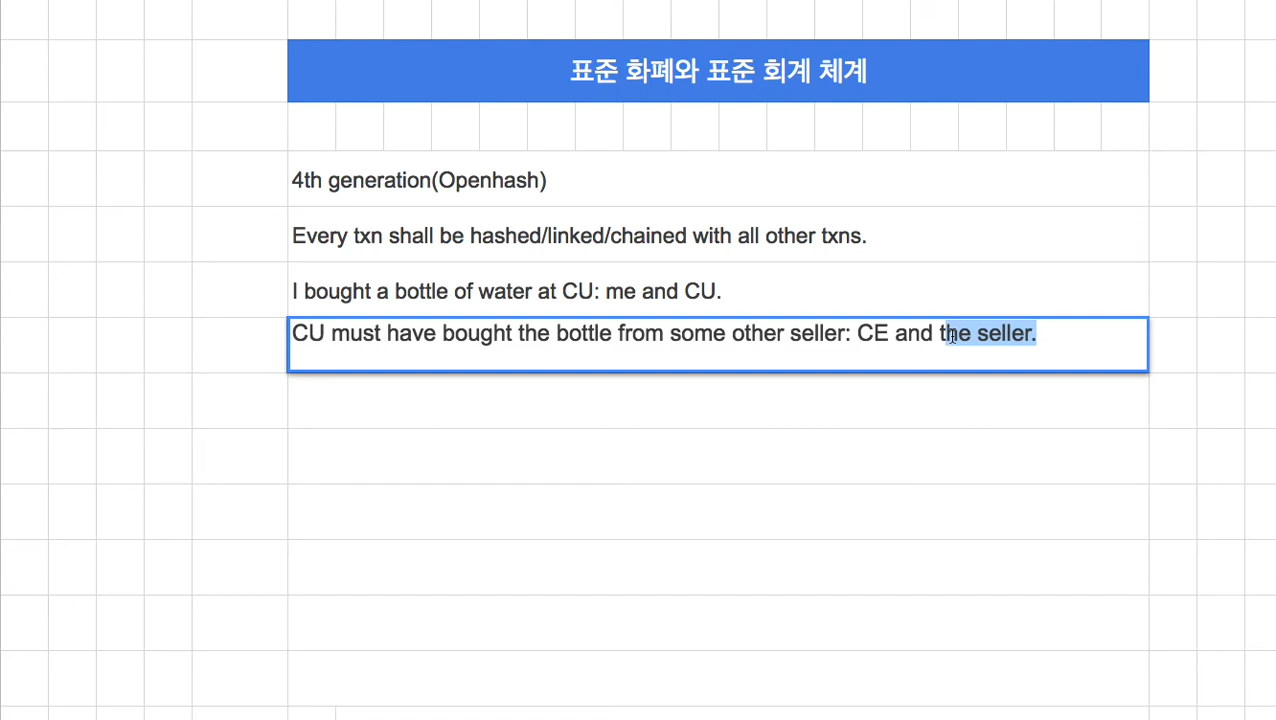 표준 화폐와 표준 회계 체계
4th generation(Openhash)
Every txn shall be hashed/linked/chained with all other txns.
I bought a bottle of water at CU: me and CU.
CU must have bought the bottle from some other seller: CE and the seller.